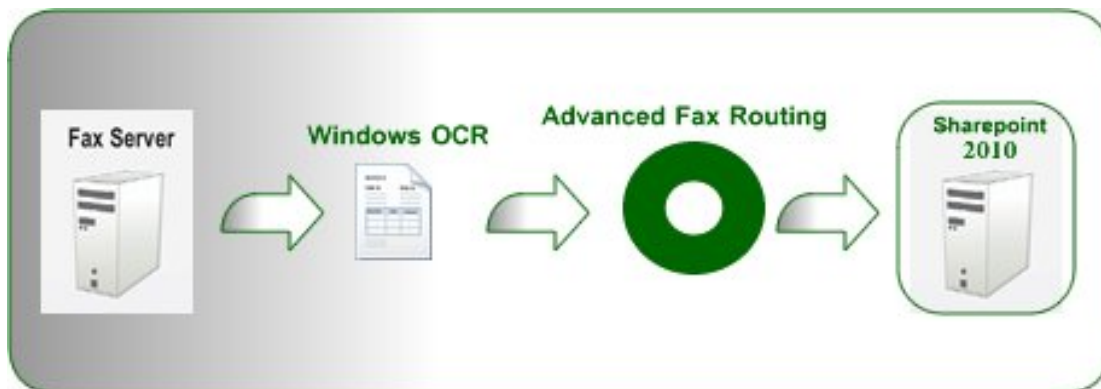 Fax Server
Windows OCR
Advanced Fax Routing
Sharepoint
2010